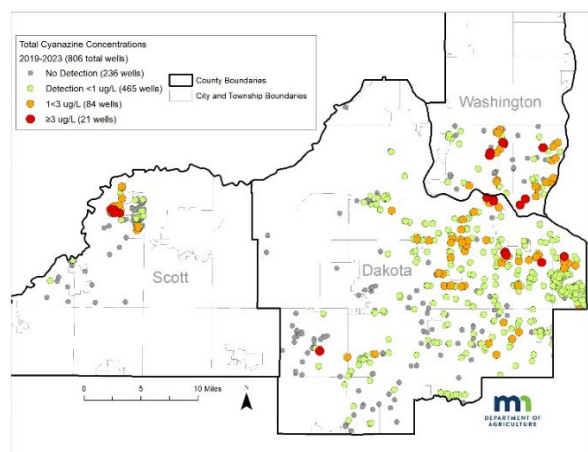 Total Cyanazine Concentrations
2019-2023 (806 total wells)
No Detection (236 wells)
Detection <1 ug/L (465 wells)
1<3 ug/L (84 wells)
≥3 ug/L (21 wells)
County Boundaries
City and Township Boundaries
Washington
Scott
Dakota
0 5 10 Miles
N
mn
DEPARTMENT OF
AGRICULTURE